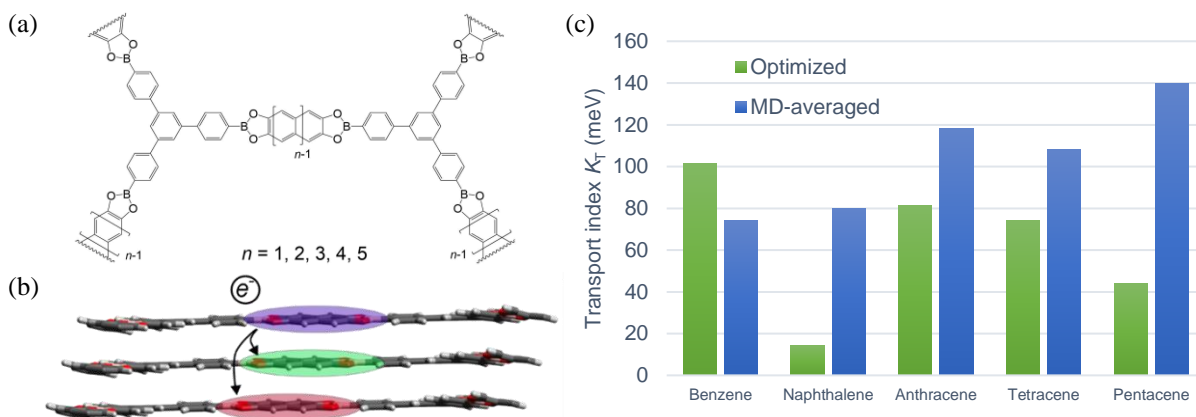 (a)
O
O
B
O
O
B
B
O
O
n-1
O
O
B
B
O
O
B
O
O
n-1
n-1
n = 1, 2, 3, 4, 5
(b)
e-
(c)
Transport index KT (meV)
160
140
120
100
80
60
40
20
0
Optimized
MD-averaged
Benzene Naphthalene Anthracene Tetracene Pentacene